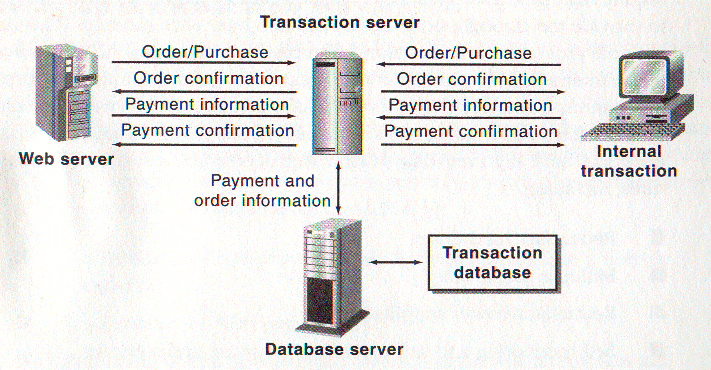 Transaction server
Order/Purchase
Order confirmation
Payment information
Payment confirmation
Web server
Order/Purchase
Order confirmation
Payment information
Payment confirmation
Internal
transaction
Payment and
order information
Transaction
database
Database server